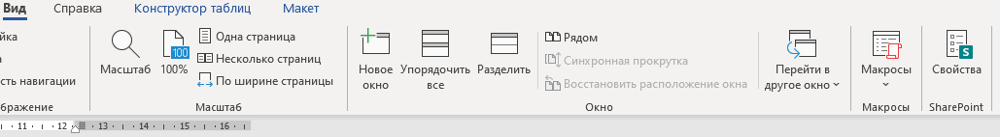 Вид Справка Конструктор таблиц Макет
йка
Масштаб
100
100%
Одна страница
Несколько страниц
По ширине страницы
сть навигации
ображение
Масштаб
Новое окно
Упорядочить все
Разделить
Рядом
Синхронная прокрутка
Восстановить расположение окна
Перейти в другое окно
Окно
Макросы
Макросы
S
Свойства
SharePoint
11 12 13 14 15 16